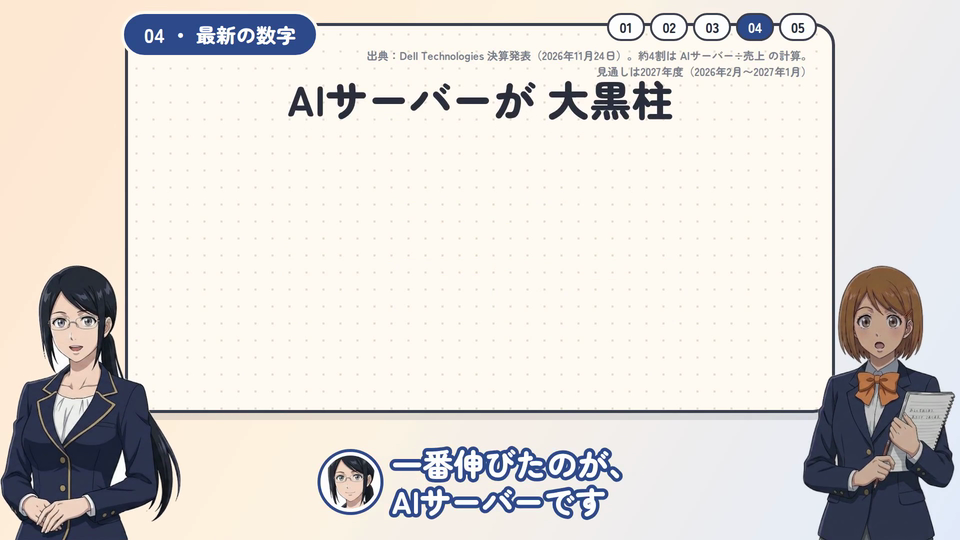 04 ・ 最新の数字
01 02 03 04 05
出典：Dell Technologies 決算発表（2026年11月24日）。約4割は AIサーバー÷売上 の計算。
見通しは2027年度（2026年2月〜2027年1月）
AIサーバーが 大黒柱
一番伸びたのが、
AIサーバーです